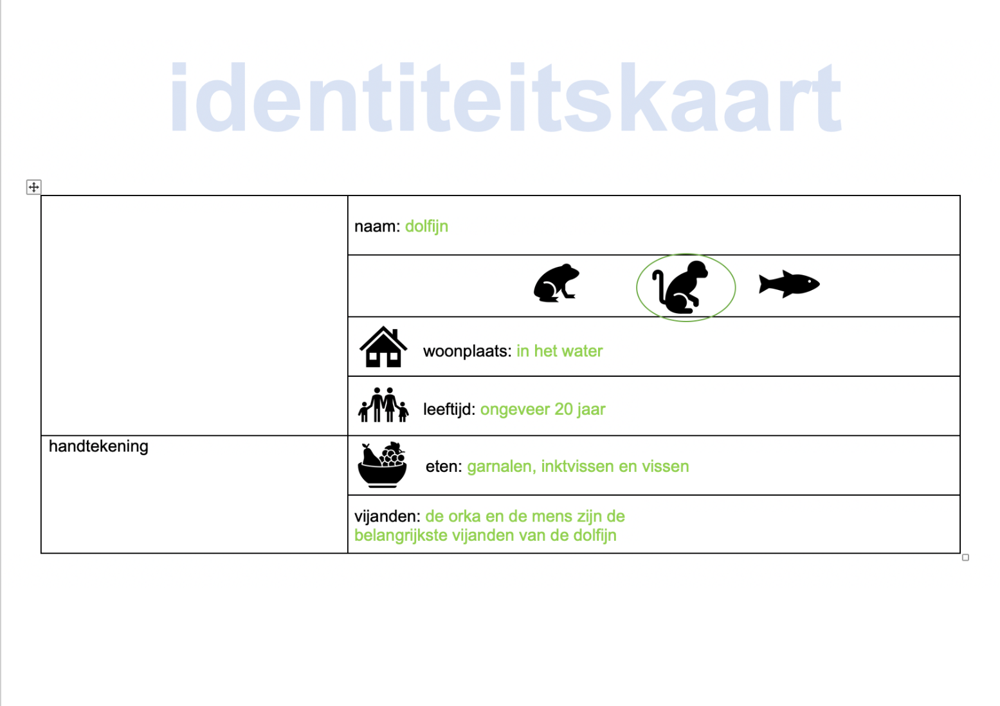 identiteitskaart
naam: dolfijn
woonplaats: in het water
leeftijd: ongeveer 20 jaar
handtekening
eten: garnalen, inktvissen en vissen
vijanden: de orka en de mens zijn de
belangrijkste vijanden van de dolfijn